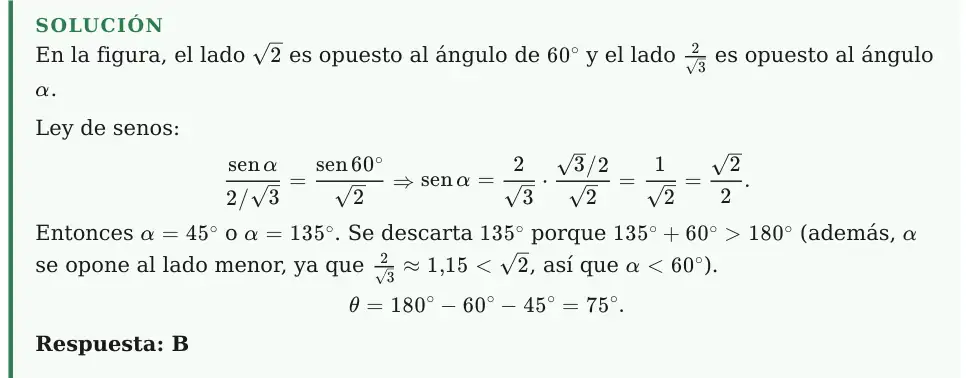 SOLUCIÓN
En la figura, el lado √2 es opuesto al ángulo de 60° y el lado 2/√3 es opuesto al ángulo
α.
Ley de senos:
sen α / (2/√3) = sen 60° / √2 ⇒ sen α = 2/√3 · (√3/2)/√2 = 1/√2 = √2/2.
Entonces α = 45° o α = 135°. Se descarta 135° porque 135° + 60° > 180° (además, α
se opone al lado menor, ya que 2/√3 ≈ 1,15 < √2, así que α < 60°).
θ = 180° − 60° − 45° = 75°.
Respuesta: B